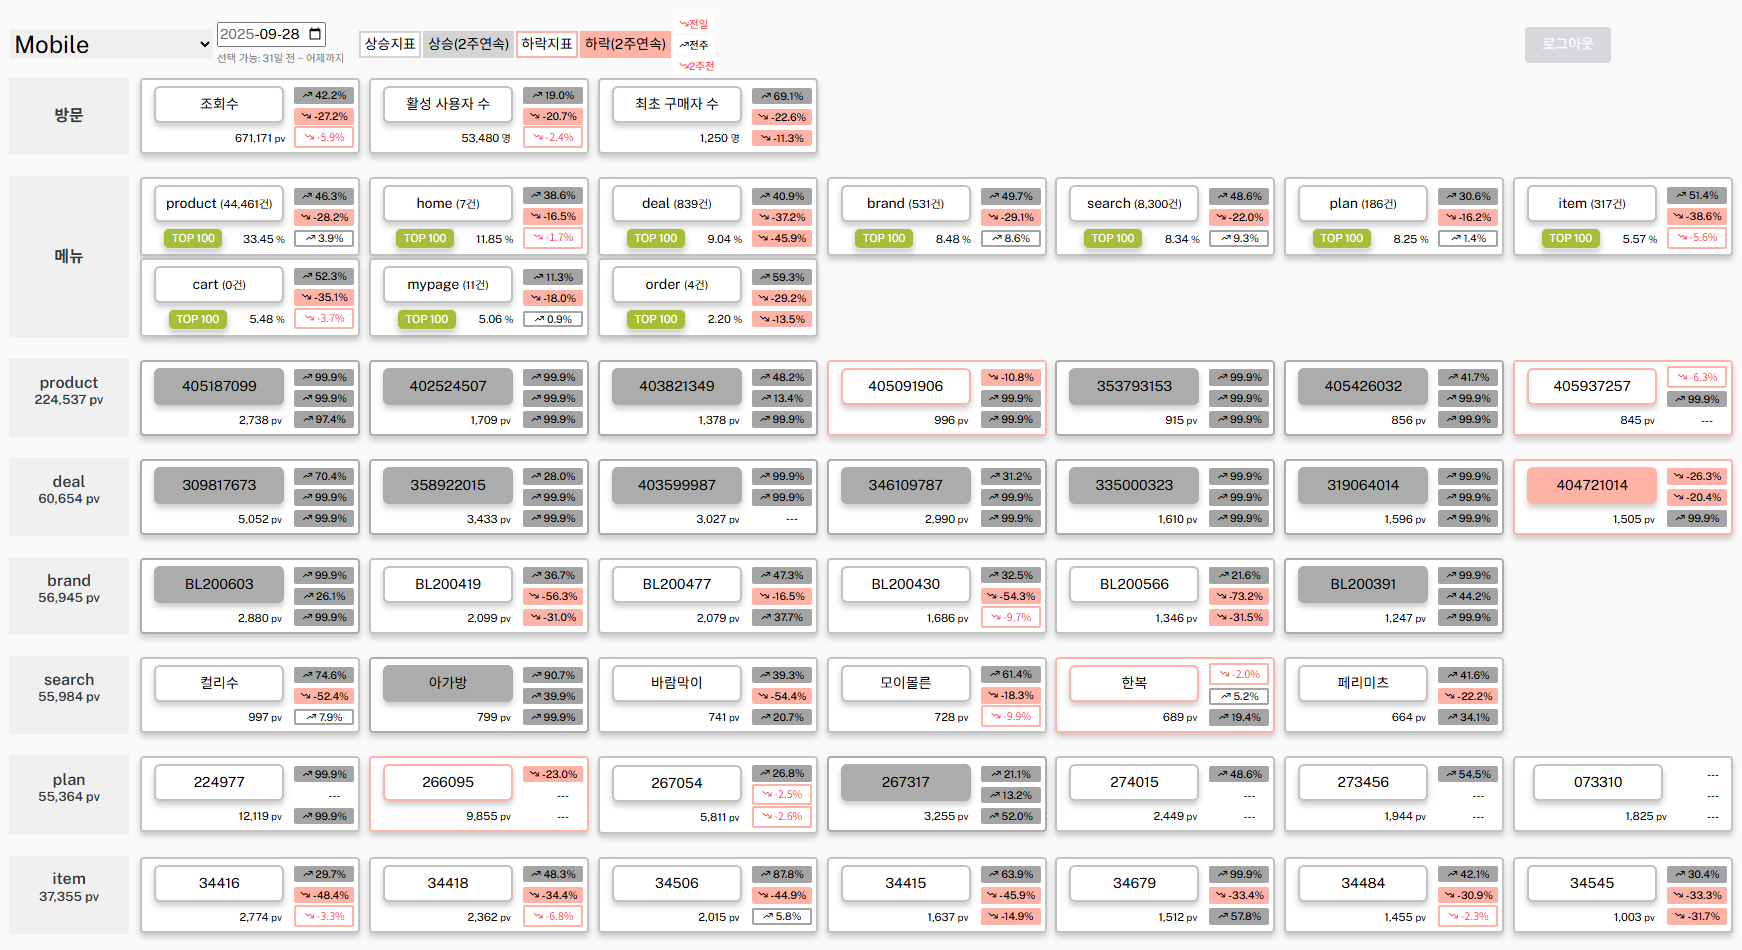 Mobile
2025-09-28
선택 가능: 31일 전 ~ 어제까지
상승지표 상승(2주연속) 하락지표 하락(2주연속)
전일
전주
2주전
로그아웃
방문
조회수
42.2%
-27.2%
671,171 pv -5.9%
활성 사용자 수
19.0%
-20.7%
53,480 명 -2.4%
최초 구매자 수
69.1%
-22.6%
1,250 명 -11.3%
메뉴
product (44,461건)
46.3%
-28.2%
TOP 100 33.45 % 3.9%
home (7건)
38.6%
-16.5%
TOP 100 11.85 % -1.7%
deal (839건)
40.9%
-37.2%
TOP 100 9.04 % -45.9%
brand (531건)
49.7%
-29.1%
TOP 100 8.48 % 8.6%
search (8,300건)
48.6%
-22.0%
TOP 100 8.34 % 9.3%
plan (186건)
30.6%
-16.2%
TOP 100 8.25 % 1.4%
item (317건)
51.4%
-38.6%
TOP 100 5.57 % -5.6%
cart (0건)
52.3%
-35.1%
TOP 100 5.48 % -3.7%
mypage (11건)
11.3%
-18.0%
TOP 100 5.06 % 0.9%
order (4건)
59.3%
-29.2%
TOP 100 2.20 % -13.5%
product
224,537 pv
405187099
99.9%
99.9%
2,738 pv 97.4%
402524507
99.9%
99.9%
1,709 pv 99.9%
403821349
48.2%
13.4%
1,378 pv 99.9%
405091906
-10.8%
99.9%
996 pv 99.9%
353793153
99.9%
99.9%
915 pv 99.9%
405426032
41.7%
99.9%
856 pv 99.9%
405937257
-6.3%
99.9%
845 pv ---
deal
60,654 pv
309817673
70.4%
99.9%
5,052 pv 99.9%
358922015
28.0%
99.9%
3,433 pv 99.9%
403599987
99.9%
99.9%
3,027 pv ---
346109787
31.2%
99.9%
2,990 pv 99.9%
335000323
99.9%
99.9%
1,610 pv 99.9%
319064014
99.9%
99.9%
1,596 pv 99.9%
404721014
-26.3%
-20.4%
1,505 pv 99.9%
brand
56,945 pv
BL200603
99.9%
26.1%
2,880 pv 99.9%
BL200419
36.7%
-56.3%
2,099 pv -31.0%
BL200477
47.3%
-16.5%
2,079 pv 37.7%
BL200430
32.5%
-54.3%
1,686 pv -9.7%
BL200566
21.6%
-73.2%
1,346 pv -31.5%
BL200391
99.9%
44.2%
1,247 pv 99.9%
search
55,984 pv
컬리수
74.6%
-52.4%
997 pv 7.9%
아가방
90.7%
39.9%
799 pv 99.9%
바람막이
39.3%
-54.4%
741 pv 20.7%
모이몰른
61.4%
-18.3%
728 pv -9.9%
한복
-2.0%
5.2%
689 pv 19.4%
페리미츠
41.6%
-22.2%
664 pv 34.1%
plan
55,364 pv
224977
99.9%
---
12,119 pv 99.9%
266095
-23.0%
---
9,855 pv ---
267054
26.8%
-2.5%
5,811 pv -2.6%
267317
21.1%
13.2%
3,255 pv 52.0%
274015
48.6%
---
2,449 pv ---
273456
54.5%
---
1,944 pv ---
073310
---
---
1,825 pv ---
item
37,355 pv
34416
29.7%
-48.4%
2,774 pv -3.3%
34418
48.3%
-34.4%
2,362 pv -6.8%
34506
87.8%
-44.9%
2,015 pv 5.8%
34415
63.9%
-45.9%
1,637 pv -14.9%
34679
99.9%
-33.4%
1,512 pv 57.8%
34484
42.1%
-30.9%
1,455 pv -2.3%
34545
30.4%
-33.3%
1,003 pv -31.7%